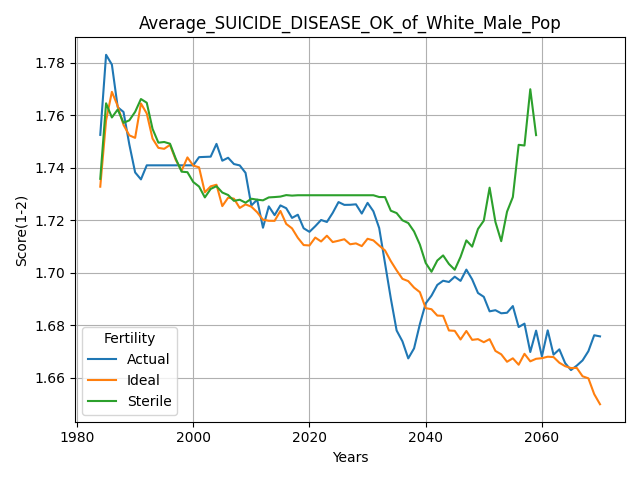 Average_SUICIDE_DISEASE_OK_of_White_Male_Pop
1.78
1.76
1.74
1.72
1.70
1.68
1.66
Score(1-2)
Fertility
Actual
Ideal
Sterile
1980
2000
2020
2040
2060
Years